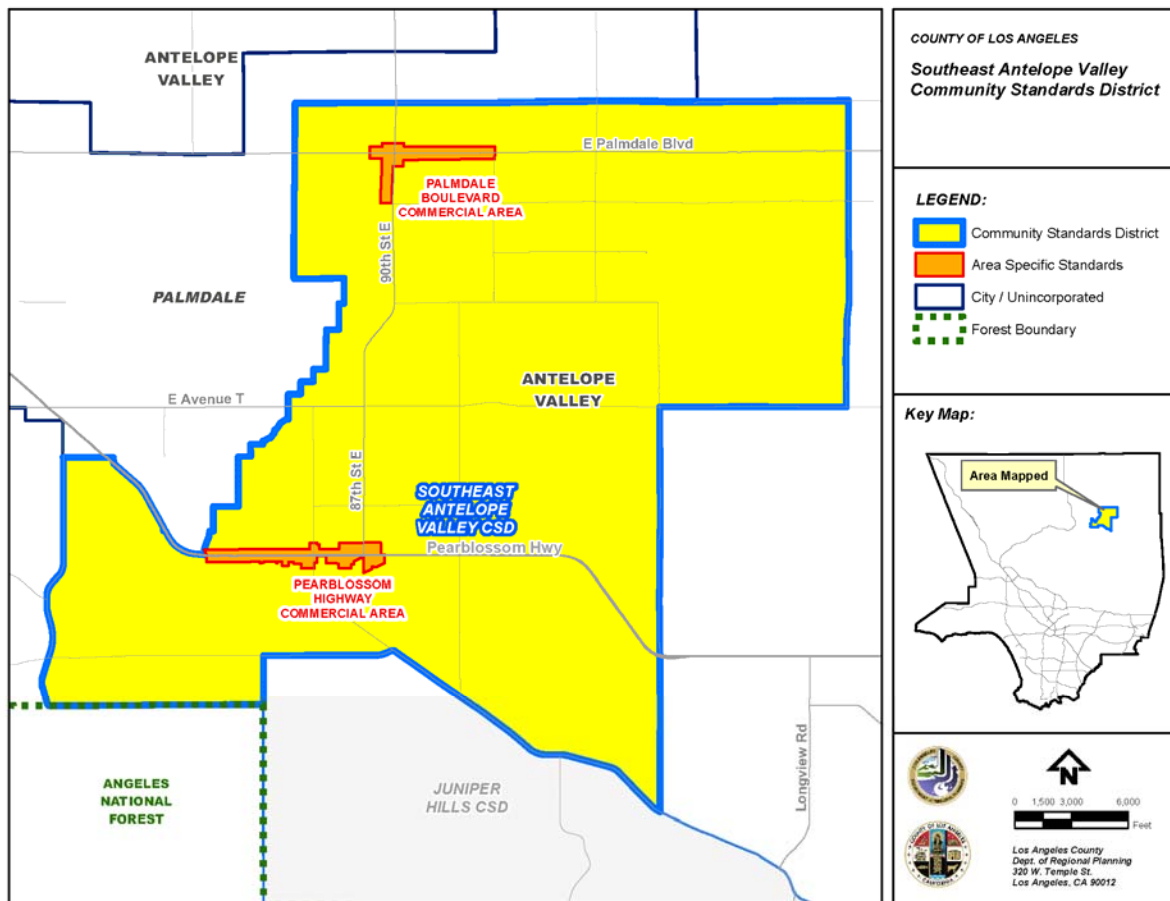 ANTELOPE
VALLEY
E Palmdale Blvd
PALMDALE
BOULEVARD
COMMERCIAL AREA
90th St E
PALMDALE
ANTELOPE
VALLEY
E Avenue T
87th St E
SOUTHEAST
ANTELOPE
VALLEY CSD
Pearblossom Hwy
PEARBLOSSOM
HIGHWAY
COMMERCIAL AREA
Longview Rd
ANGELES
NATIONAL
FOREST
JUNIPER
HILLS CSD
COUNTY OF LOS ANGELES
Southeast Antelope Valley
Community Standards District
LEGEND:
Community Standards District
Area Specific Standards
City / Unincorporated
Forest Boundary
Key Map:
Area Mapped
N
0 1,500 3,000 6,000
Feet
Los Angeles County
Dept. of Regional Planning
320 W. Temple St.
Los Angeles, CA 90012